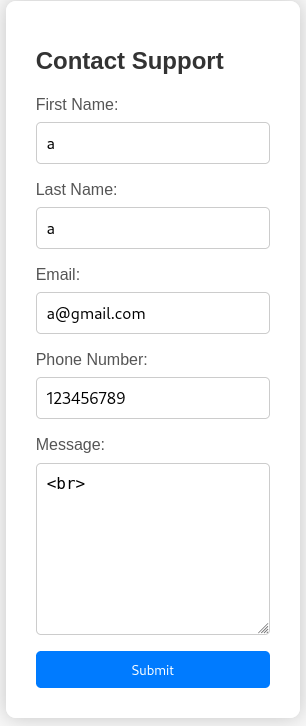 Contact Support
First Name:
a
Last Name:
a
Email:
a@gmail.com
Phone Number:
123456789
Message:
<br>
Submit